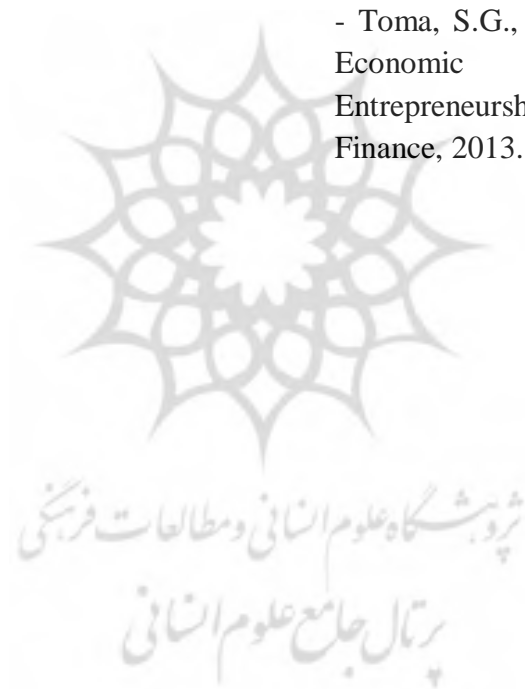 - Toma, S.G.,
Economic
Entrepreneursh
Finance, 2013.
پژوهشگاه علوم انسانی و مطالعات فرهنگی
پرتال جامع علوم انسانی